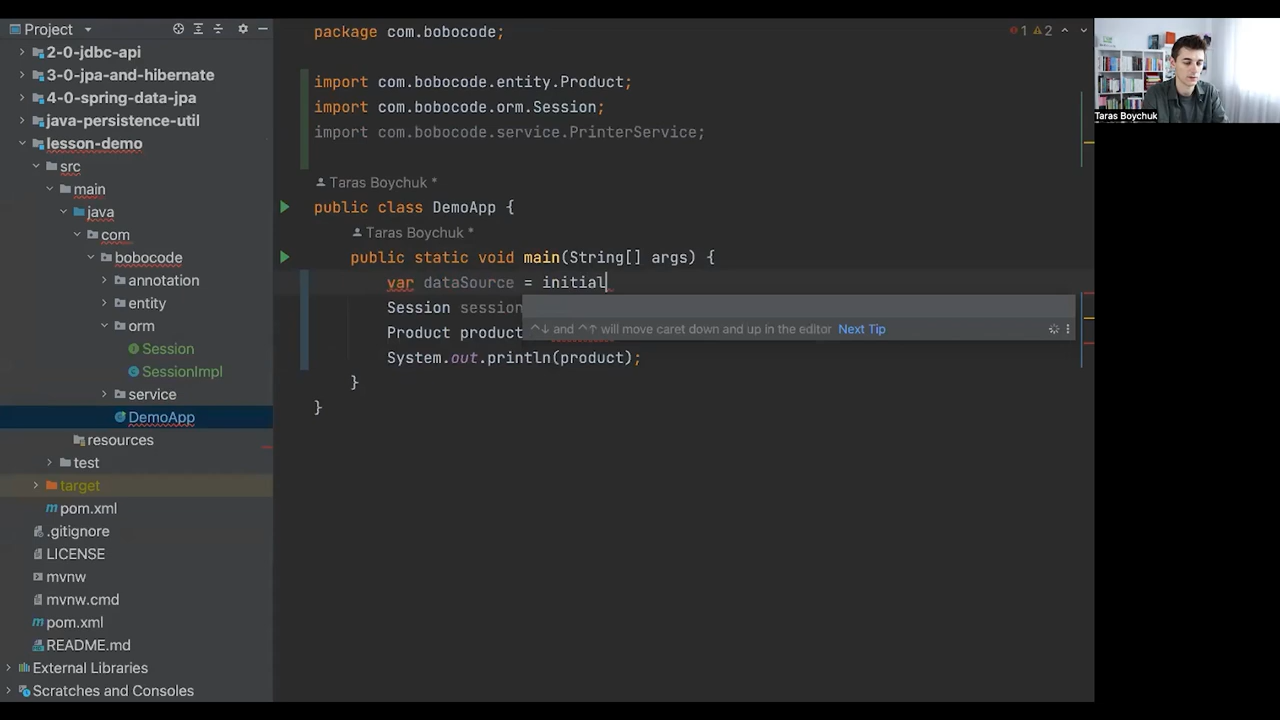 Project
2-0-jdbc-api
3-0-jpa-and-hibernate
4-0-spring-data-jpa
java-persistence-util
lesson-demo
src
main
java
com
bobocode
annotation
entity
orm
Session
SessionImpl
service
DemoApp
resources
test
target
pom.xml
.gitignore
LICENSE
mvnw
mvnw.cmd
pom.xml
README.md
External Libraries
Scratches and Consoles
package com.bobocode;
1 2
import com.bobocode.entity.Product;
import com.bobocode.orm.Session;
import com.bobocode.service.PrinterService;
Taras Boychuk *
public class DemoApp {
Taras Boychuk *
public static void main(String[] args) {
var dataSource = initial
Session session
^↓ and ^↑ will move caret down and up in the editor Next Tip
Product product
System.out.println(product);
}
}
Taras Boychuk